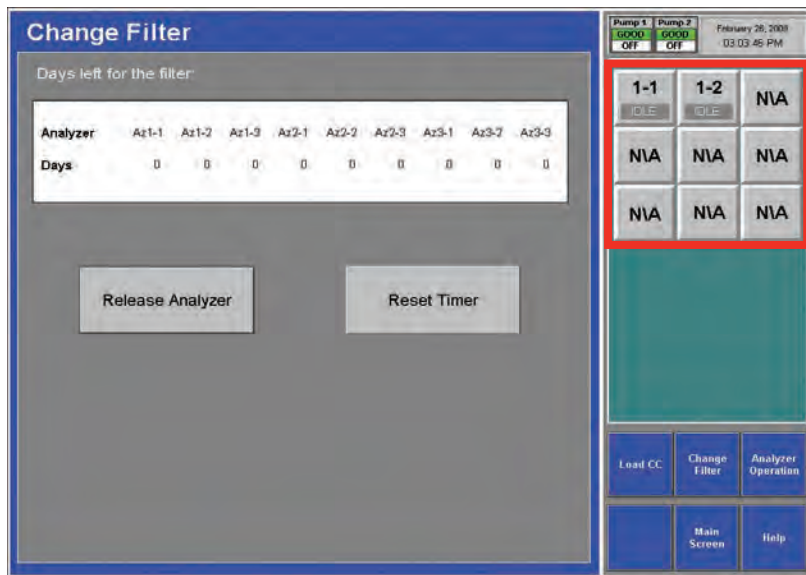 Change Filter
Days left for the filter:
Analyzer Az1-1 Az1-2 Az1-3 Az2-1 Az2-2 Az2-3 Az3-1 Az3-2 Az3-3
Days 0 0 0 0 0 0 0 0 0
Release Analyzer
Reset Timer
Pump 1 Pump 2
GOOD GOOD
OFF OFF
February 28, 2008
03:03:45 PM
1-1 1-2 N\A
IDLE IDLE
N\A N\A N\A
N\A N\A N\A
Load CC
Change
Filter
Analyzer
Operation
Main
Screen
Help